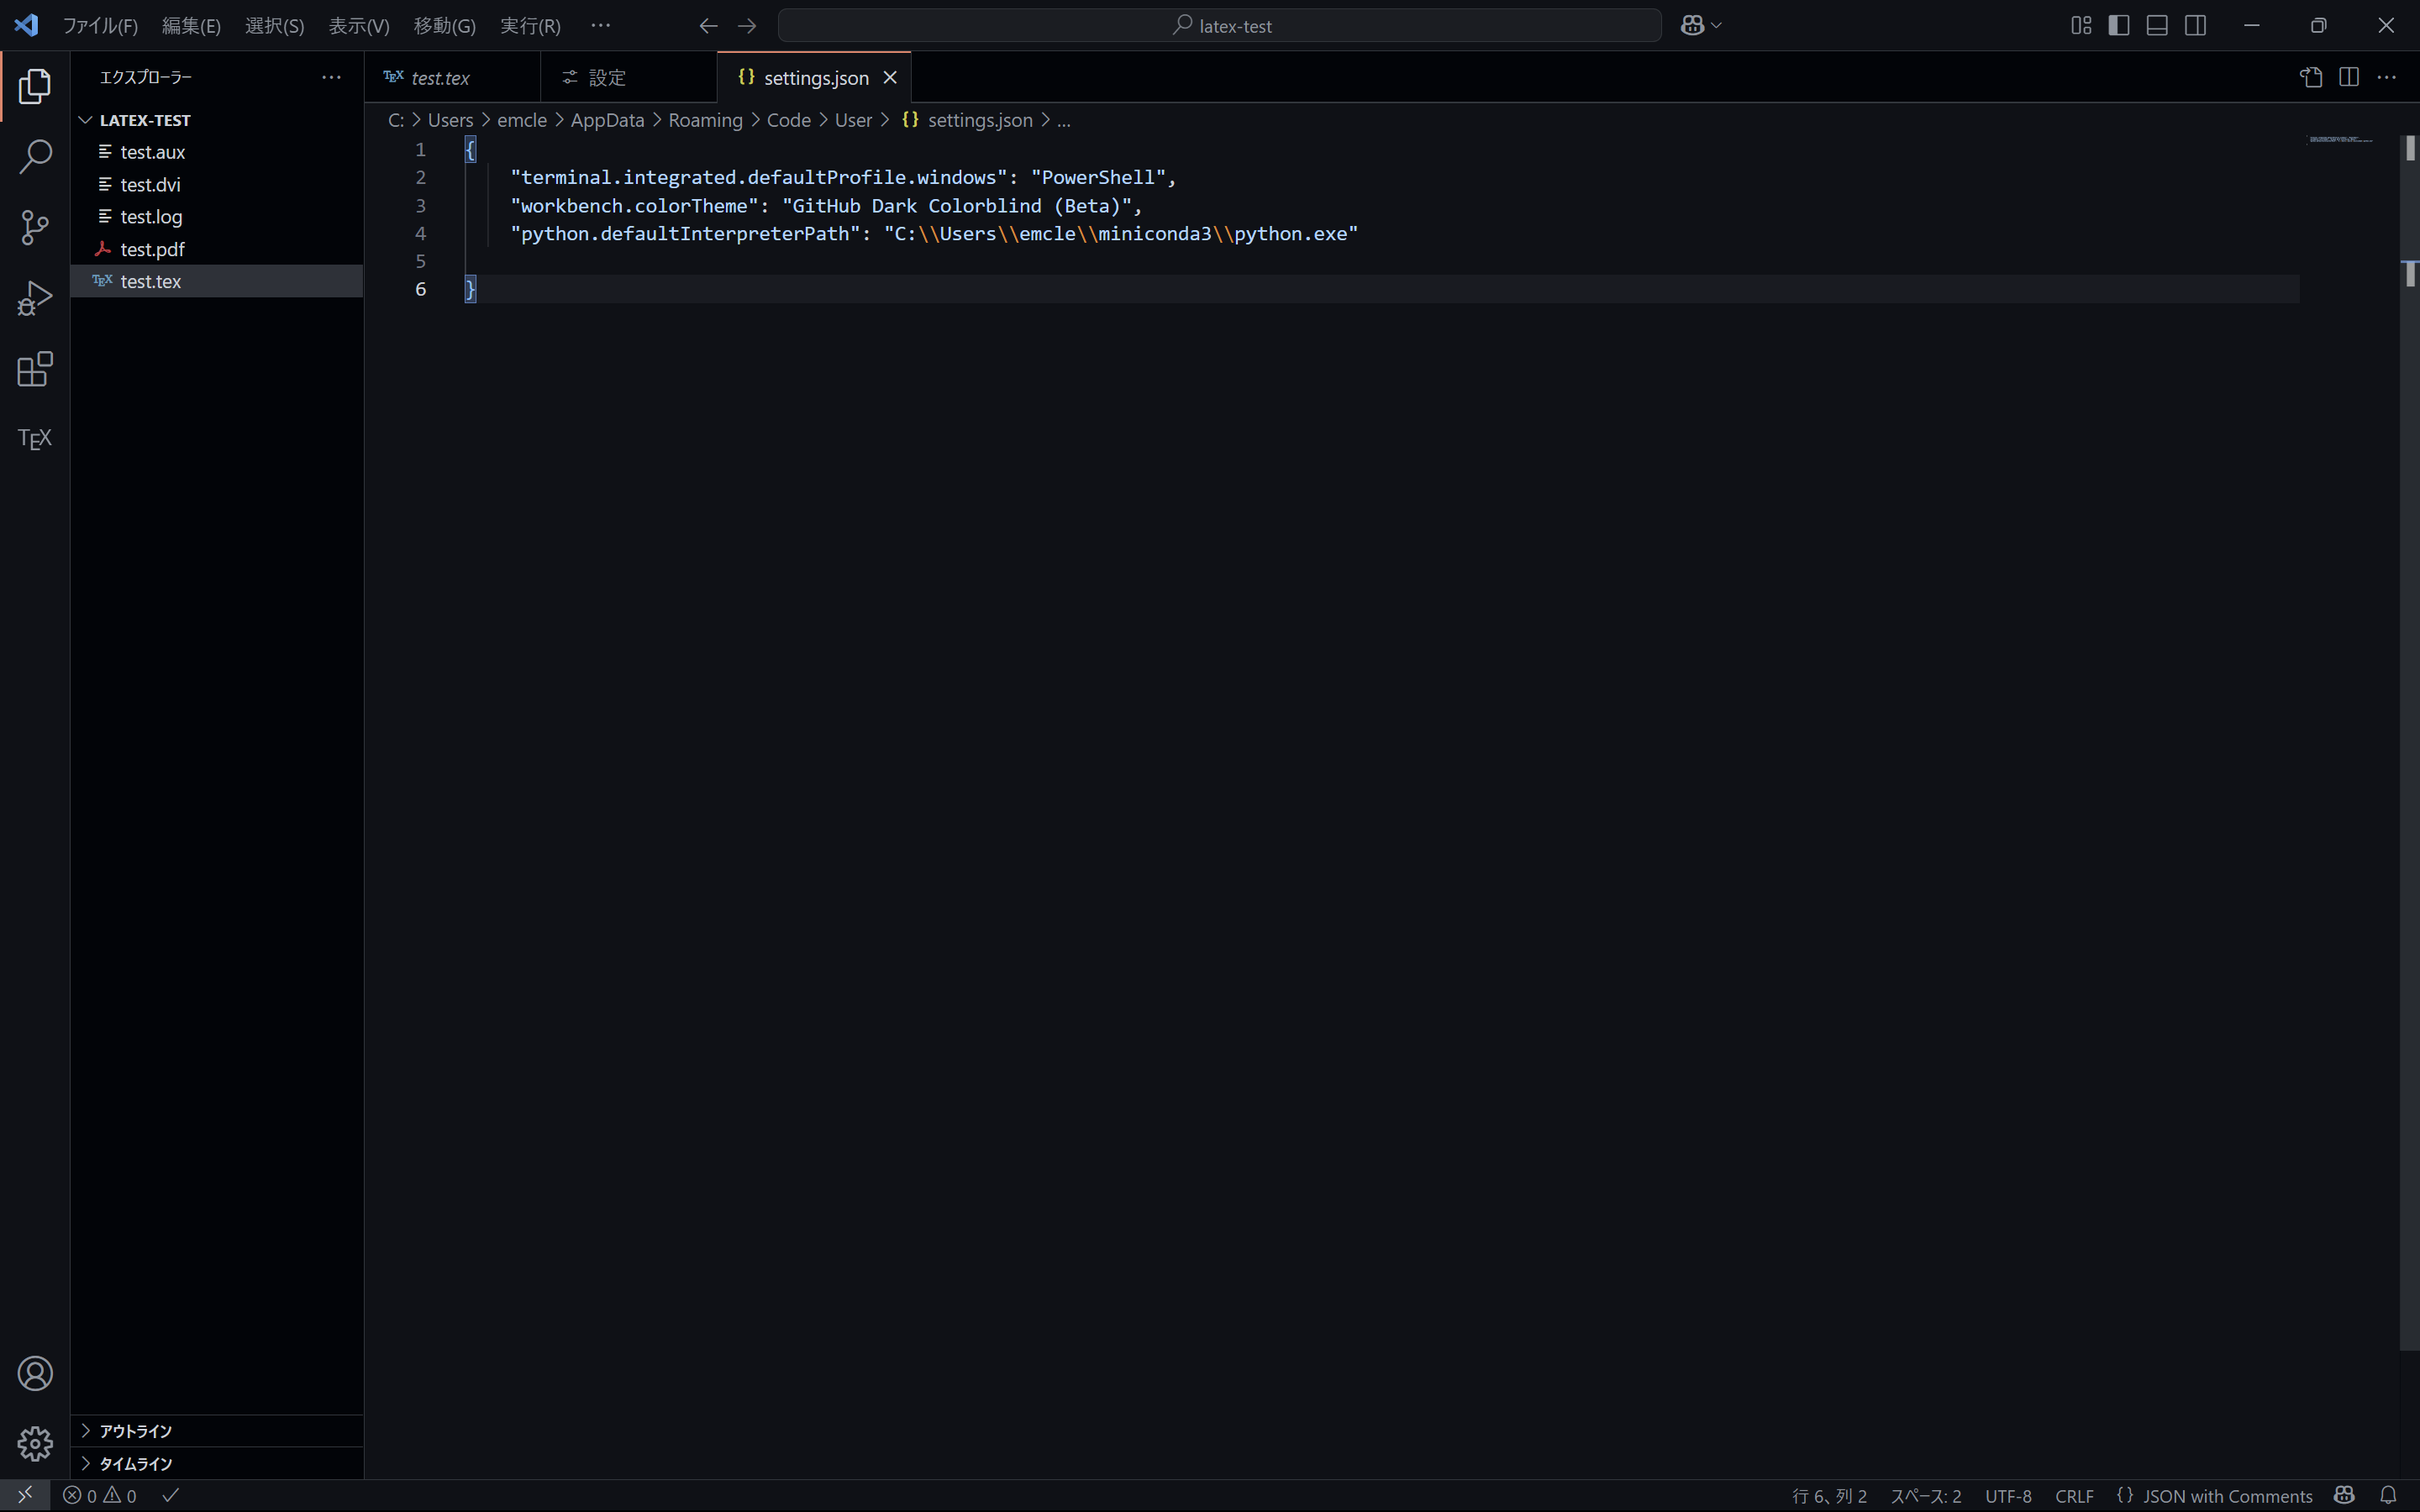 ファイル(F) 編集(E) 選択(S) 表示(V) 移動(G) 実行(R) ··· latex-test
エクスプローラー ···
LATEX-TEST
test.aux
test.dvi
test.log
test.pdf
TEX test.tex
TEX
アウトライン
タイムライン
TEX test.tex 設定 {} settings.json
C: > Users > emcle > AppData > Roaming > Code > User > {} settings.json > ...
1 {
2 "terminal.integrated.defaultProfile.windows": "PowerShell",
3 "workbench.colorTheme": "GitHub Dark Colorblind (Beta)",
4 "python.defaultInterpreterPath": "C:\\Users\\emcle\\miniconda3\\python.exe"
5
6 }
0 0 行 6、列 2 スペース: 2 UTF-8 CRLF {} JSON with Comments